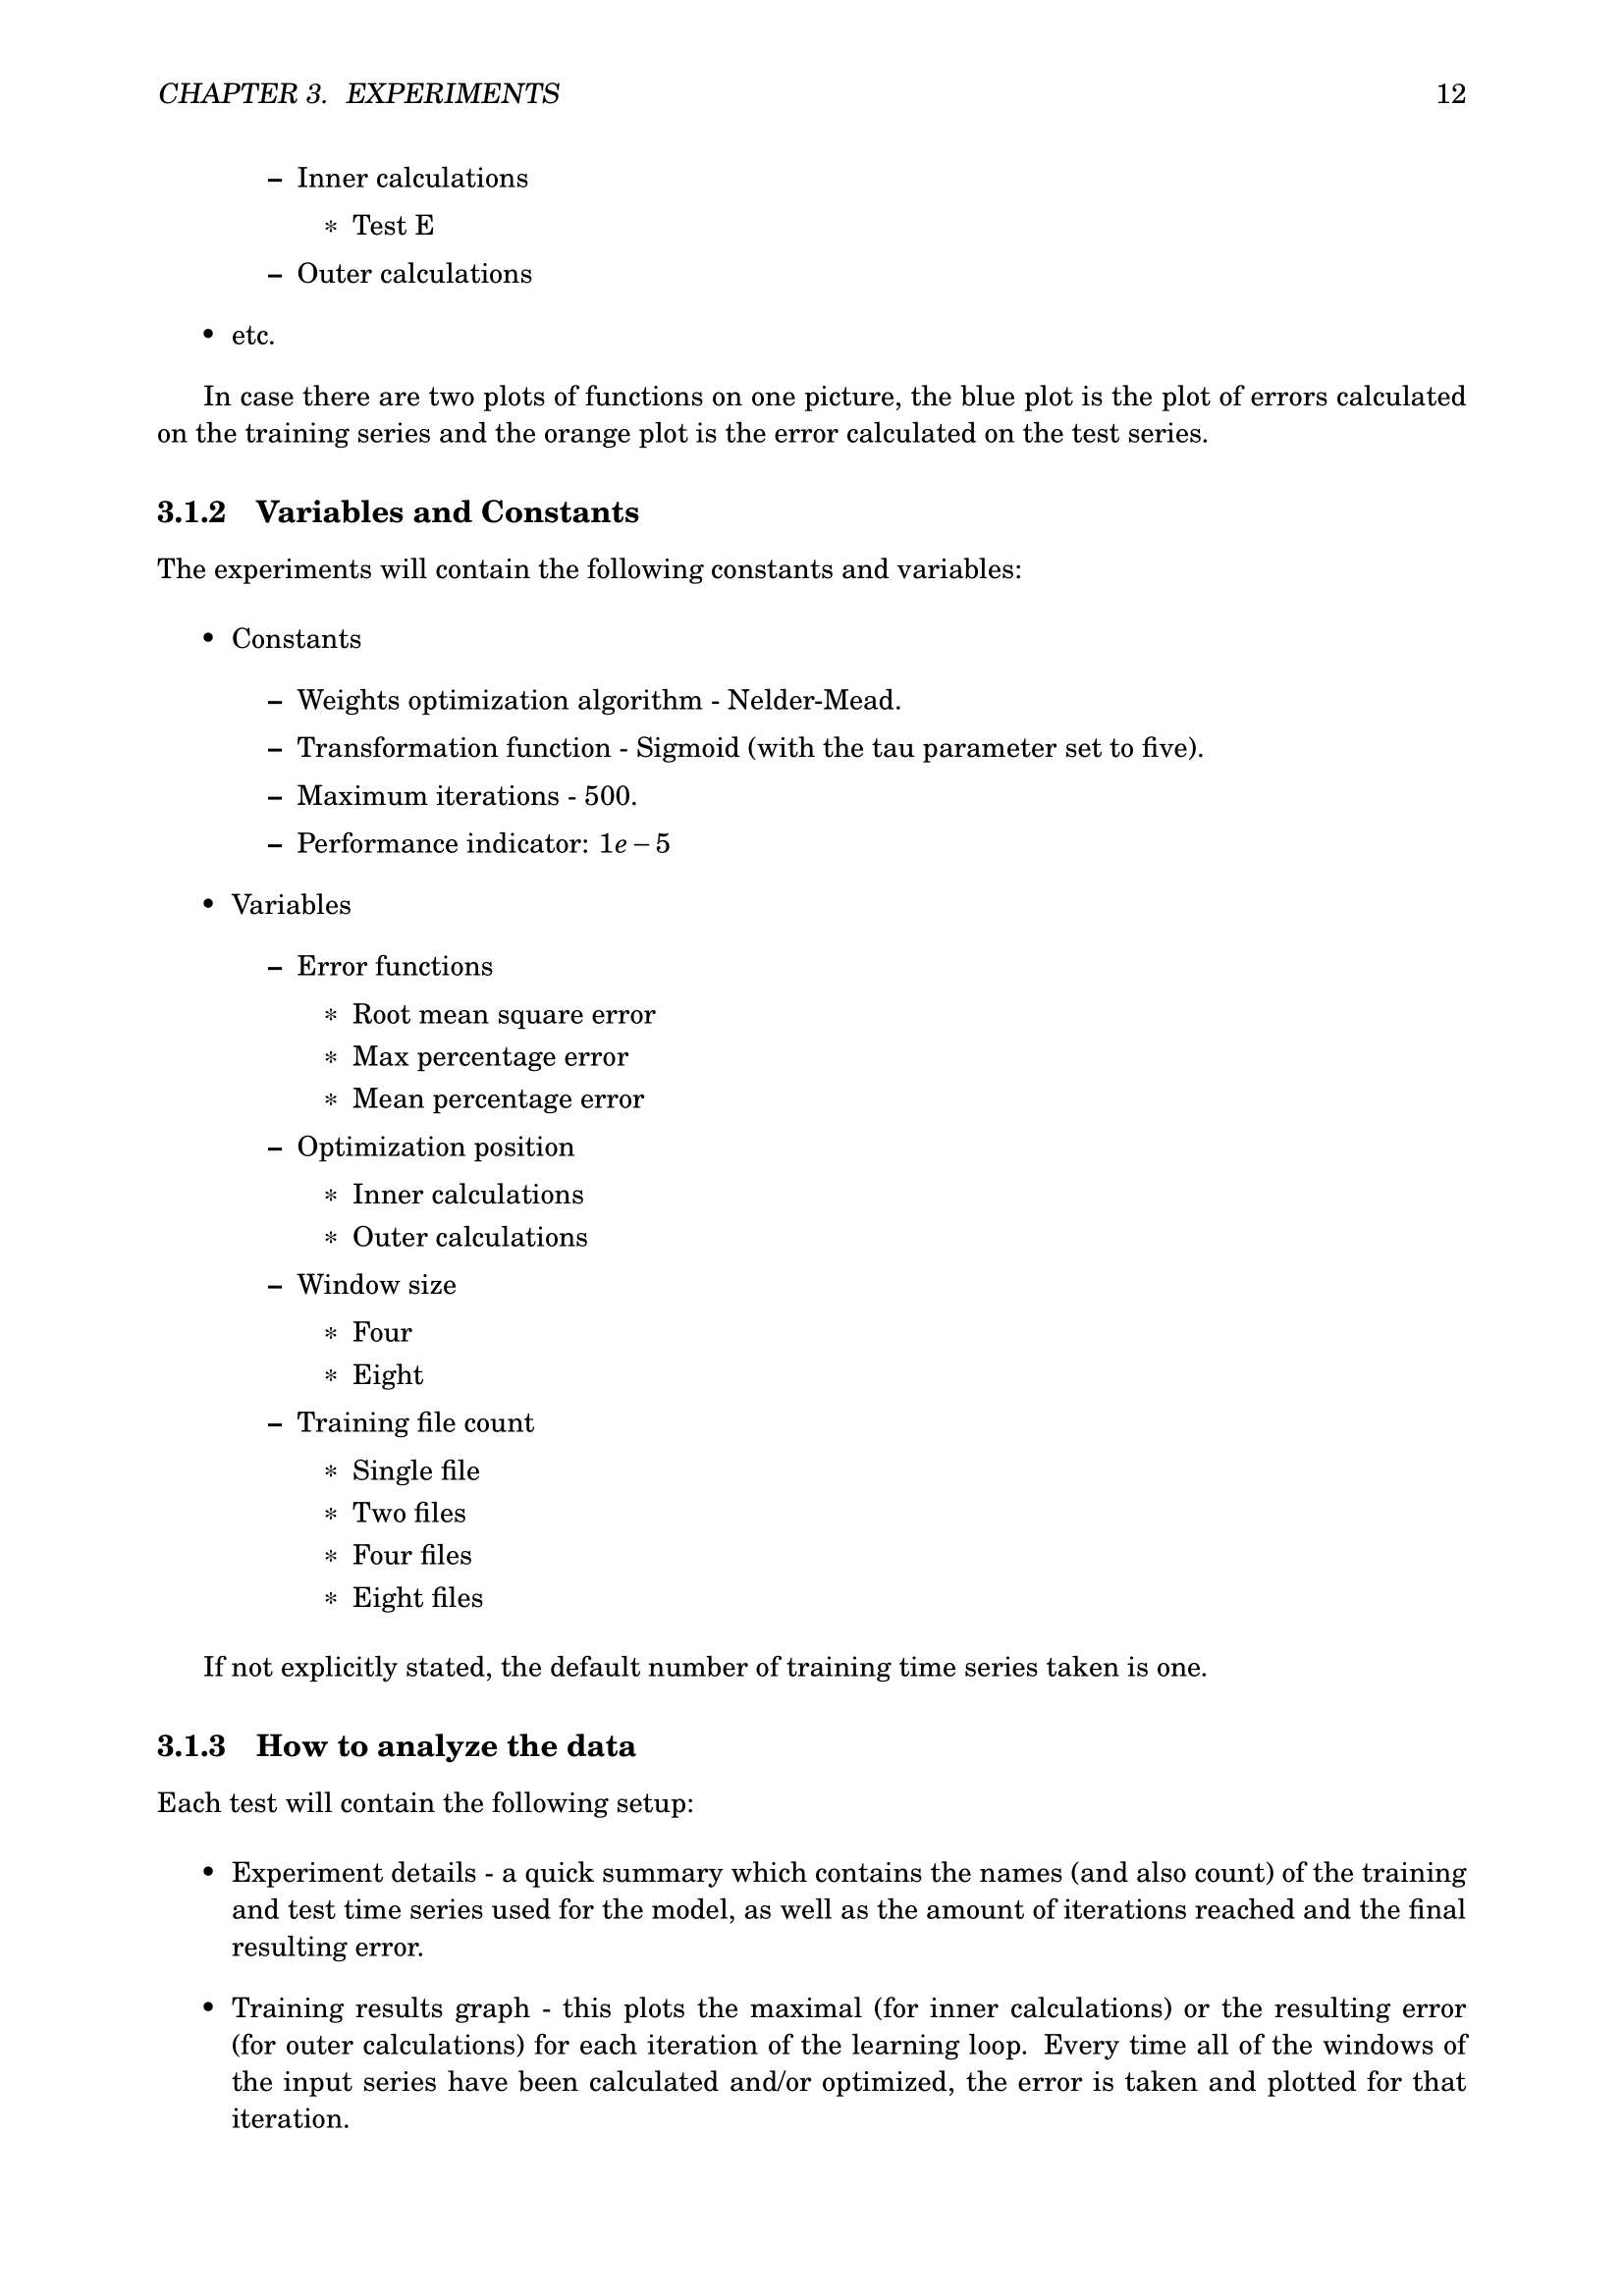 CHAPTER 3. EXPERIMENTS 12
– Inner calculations
∗ Test E
– Outer calculations
• etc.
In case there are two plots of functions on one picture, the blue plot is the plot of errors calculated
on the training series and the orange plot is the error calculated on the test series.
3.1.2 Variables and Constants
The experiments will contain the following constants and variables:
• Constants
– Weights optimization algorithm - Nelder-Mead.
– Transformation function - Sigmoid (with the tau parameter set to five).
– Maximum iterations - 500.
– Performance indicator: 1e − 5
• Variables
– Error functions
∗ Root mean square error
∗ Max percentage error
∗ Mean percentage error
– Optimization position
∗ Inner calculations
∗ Outer calculations
– Window size
∗ Four
∗ Eight
– Training file count
∗ Single file
∗ Two files
∗ Four files
∗ Eight files
If not explicitly stated, the default number of training time series taken is one.
3.1.3 How to analyze the data
Each test will contain the following setup:
• Experiment details - a quick summary which contains the names (and also count) of the training
and test time series used for the model, as well as the amount of iterations reached and the final
resulting error.
• Training results graph - this plots the maximal (for inner calculations) or the resulting error
(for outer calculations) for each iteration of the learning loop. Every time all of the windows of
the input series have been calculated and/or optimized, the error is taken and plotted for that
iteration.